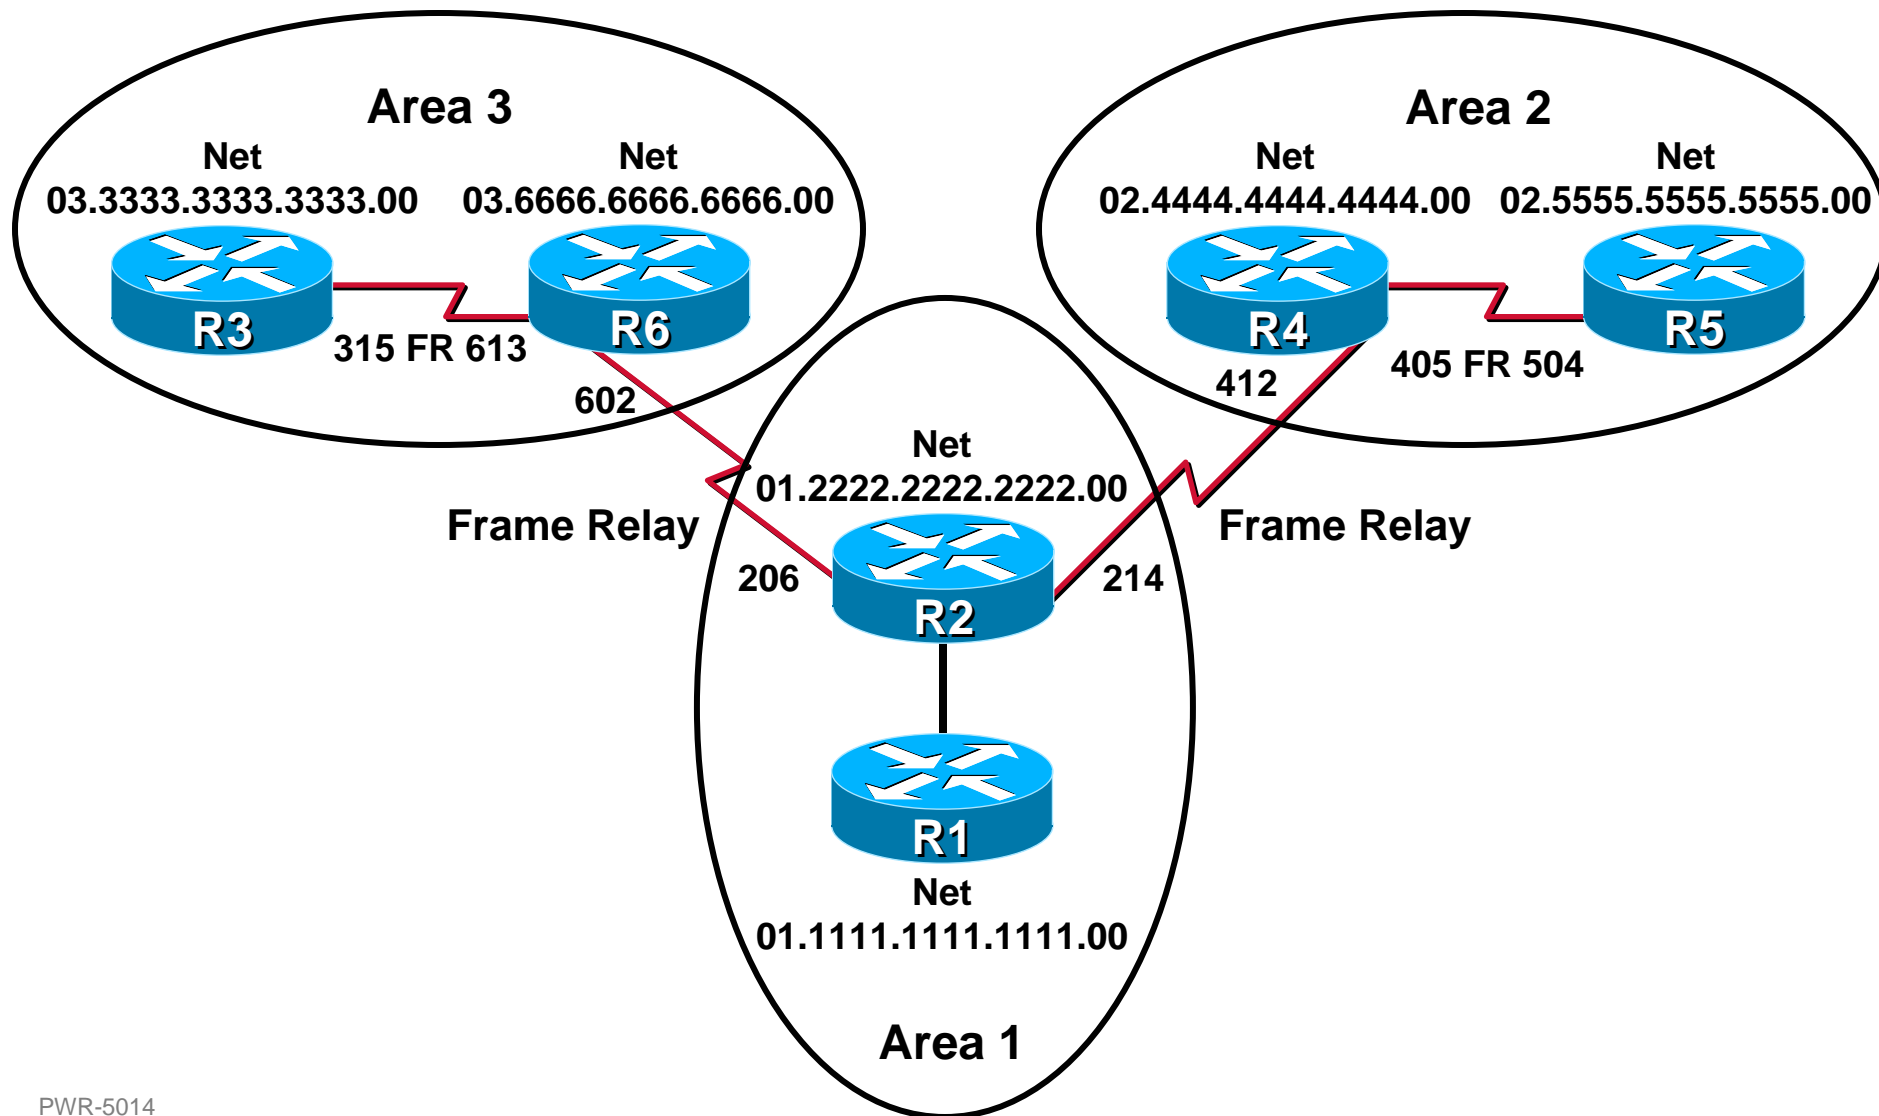 Area 3
Net
03.3333.3333.3333.00
Net
03.6666.6666.6666.00
R3
R6
315 FR 613
602
Area 2
Net
02.4444.4444.4444.00
Net
02.5555.5555.5555.00
R4
R5
405 FR 504
412
Frame Relay
206
Frame Relay
214
Net
01.2222.2222.2222.00
R2
R1
Net
01.1111.1111.1111.00
Area 1
PWR-5014